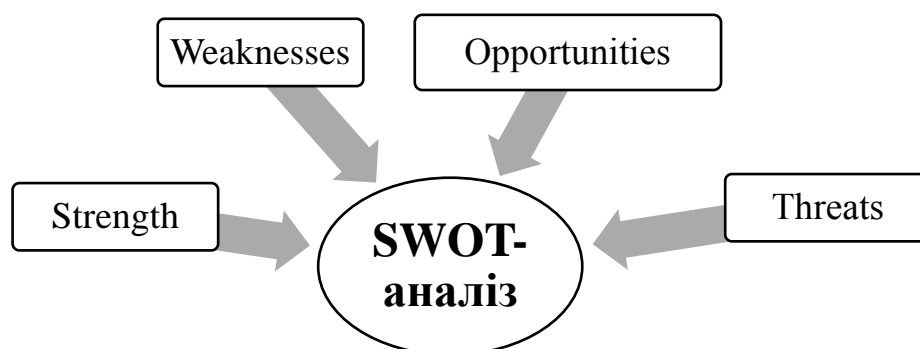 Weaknesses
Opportunities
Strength
Threats
SWOT-
аналіз